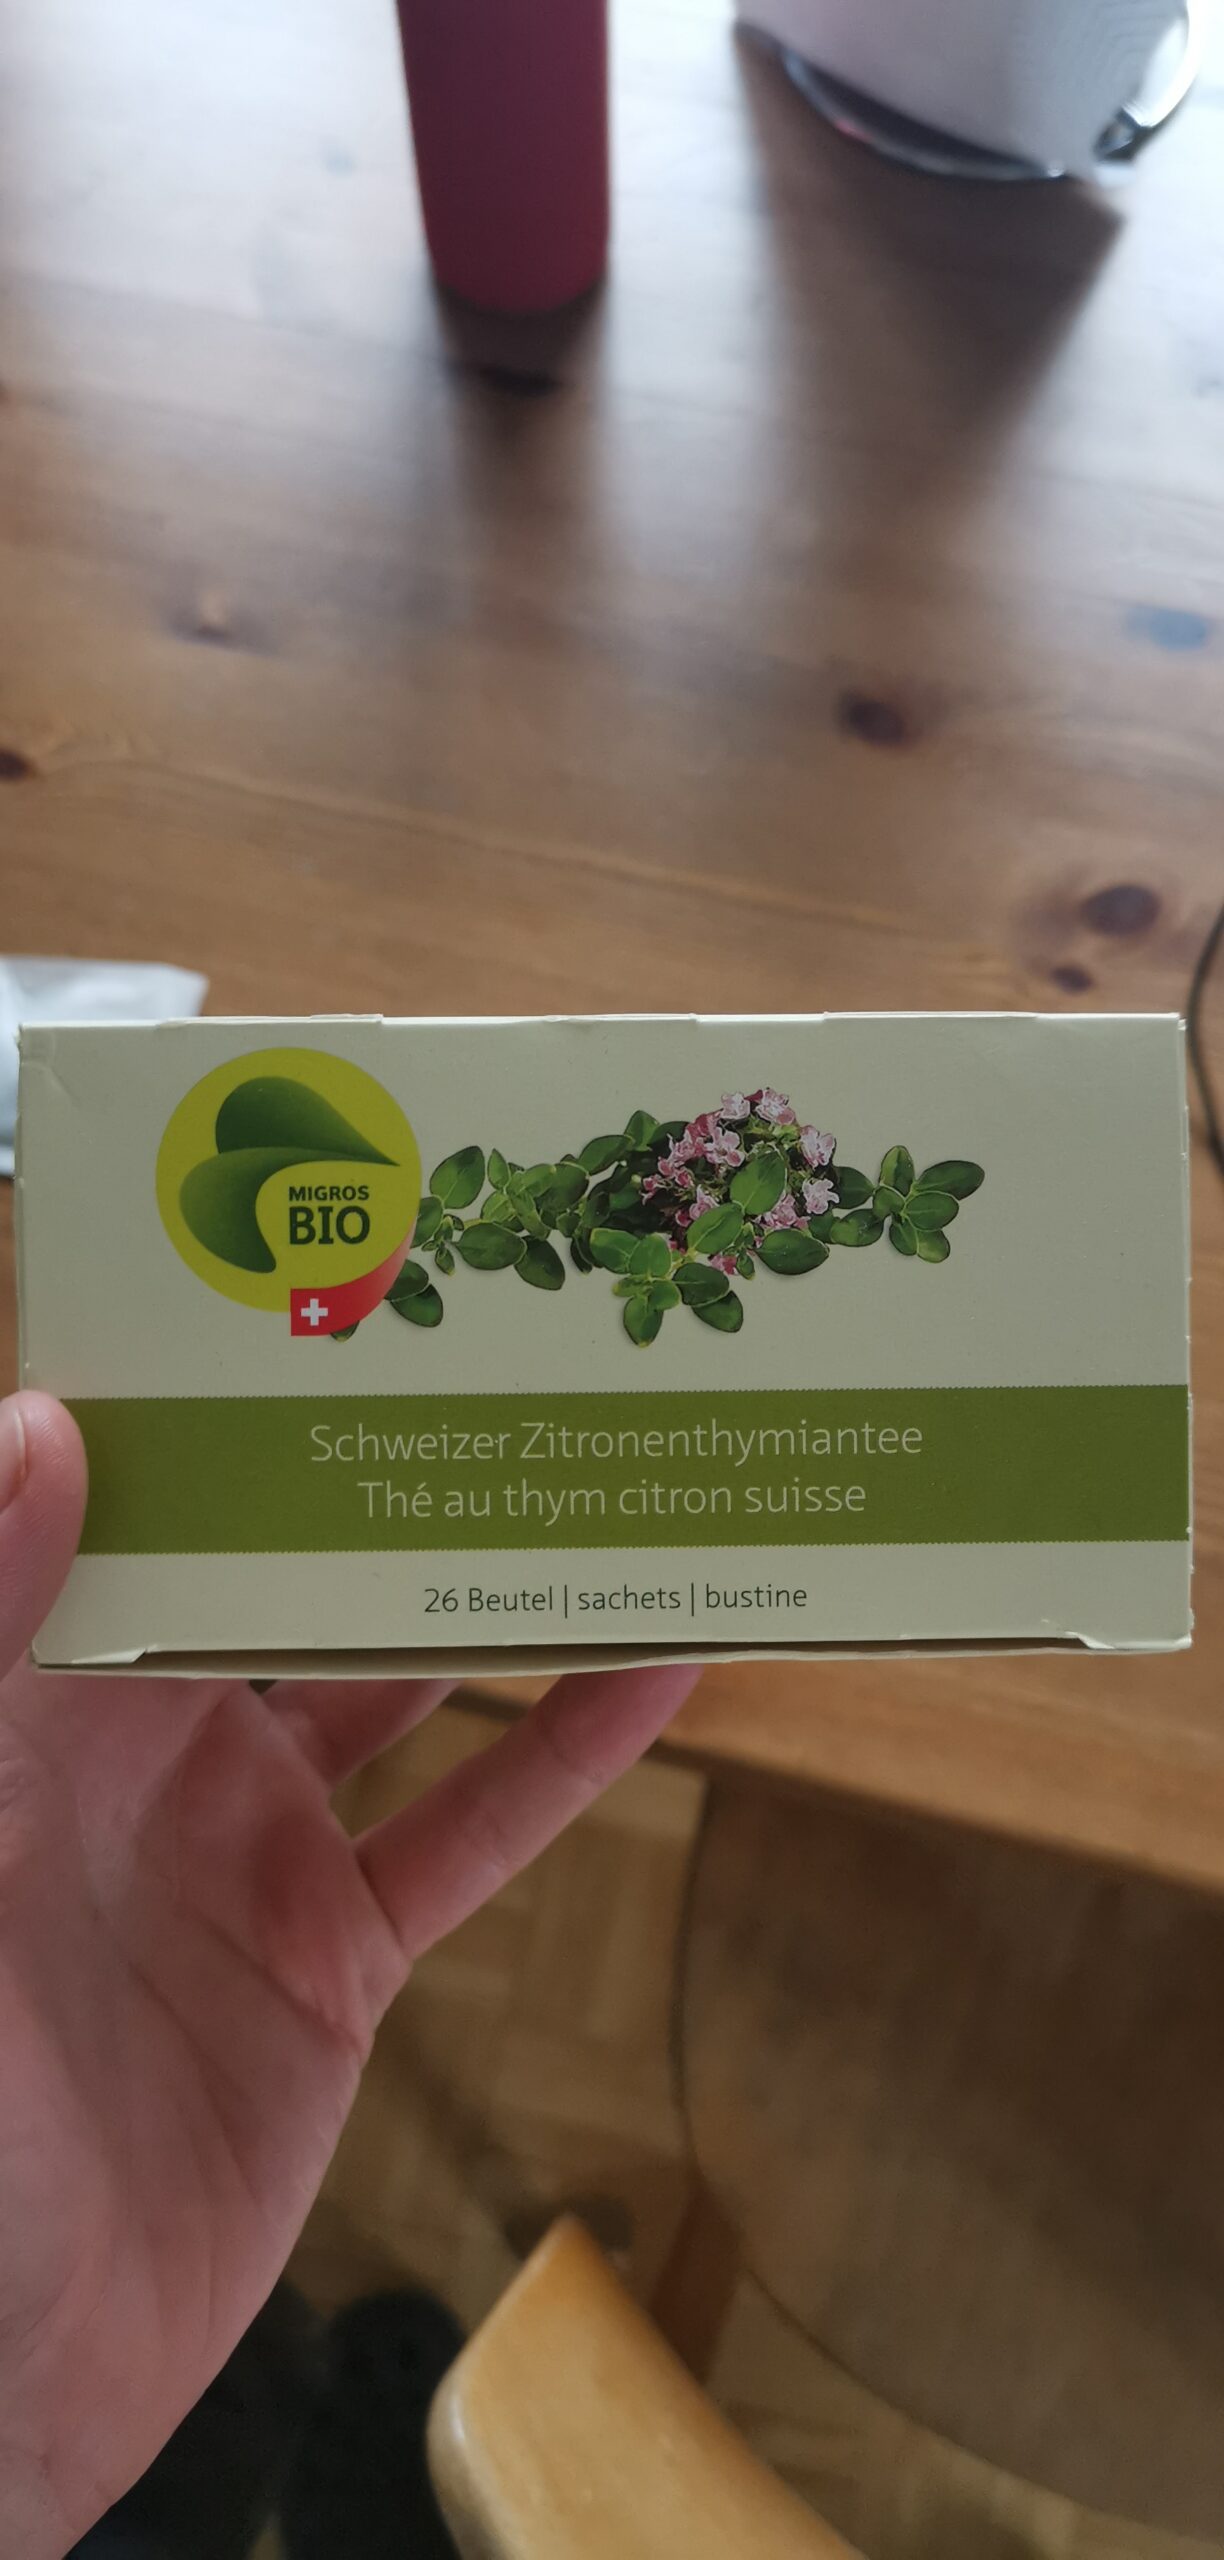 MIGROS
BIO
Schweizer Zitronenthymiantee
Thé au thym citron suisse
26 Beutel | sachets | bustine